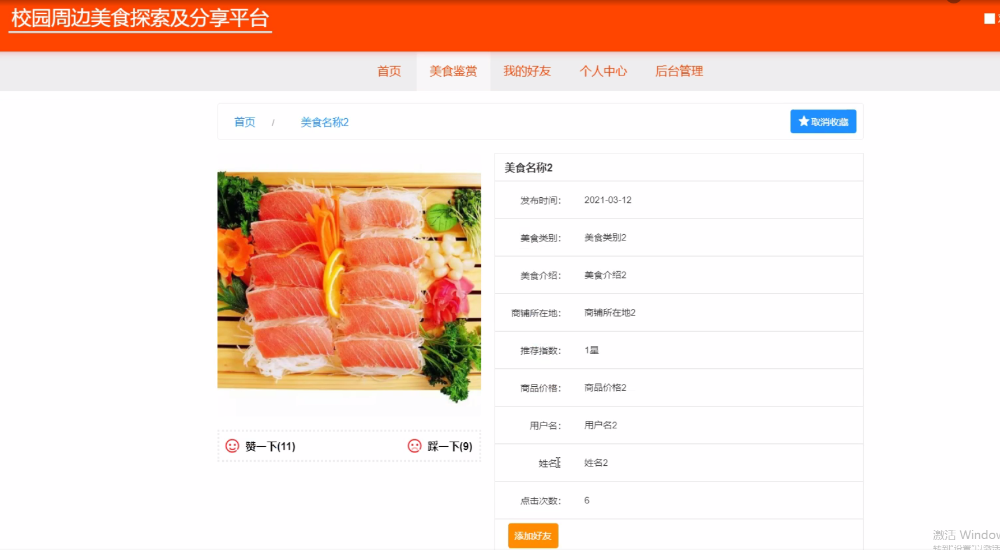 校园周边美食探索及分享平台
首页 美食鉴赏 我的好友 个人中心 后台管理
首页 / 美食名称2
取消收藏
美食名称2
发布时间: 2021-03-12
美食类别: 美食类别2
美食介绍: 美食介绍2
商铺所在地: 商铺所在地2
推荐指数: 1星
商品价格: 商品价格2
用户名: 用户名2
姓名: 姓名2
点击次数: 6
添加好友
赞一下(11)
踩一下(9)
激活 Window
转到"设置"以激活